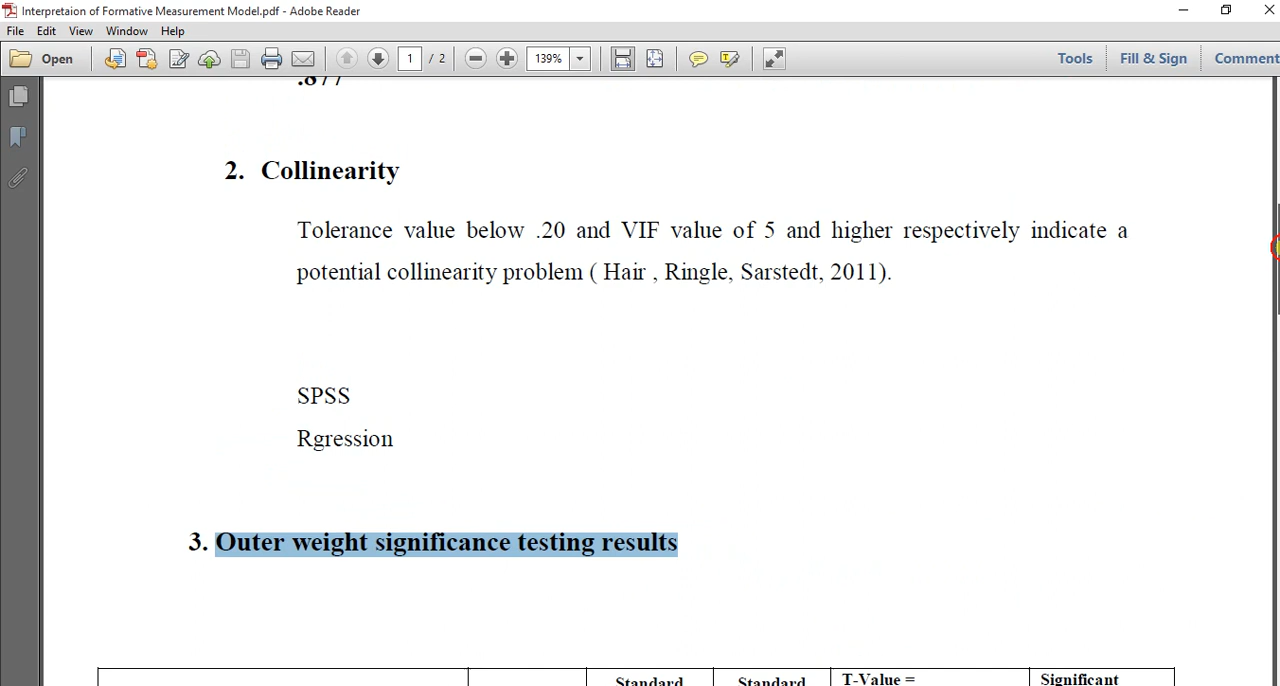 Interpretaion of Formative Measurement Model.pdf - Adobe Reader
File Edit View Window Help
Open 1 / 2 139% Tools Fill & Sign Comment
.877
2. Collinearity
Tolerance value below .20 and VIF value of 5 and higher respectively indicate a
potential collinearity problem ( Hair , Ringle, Sarstedt, 2011).
SPSS
Rgression
3. Outer weight significance testing results
Standard Standard T-Value = Significant